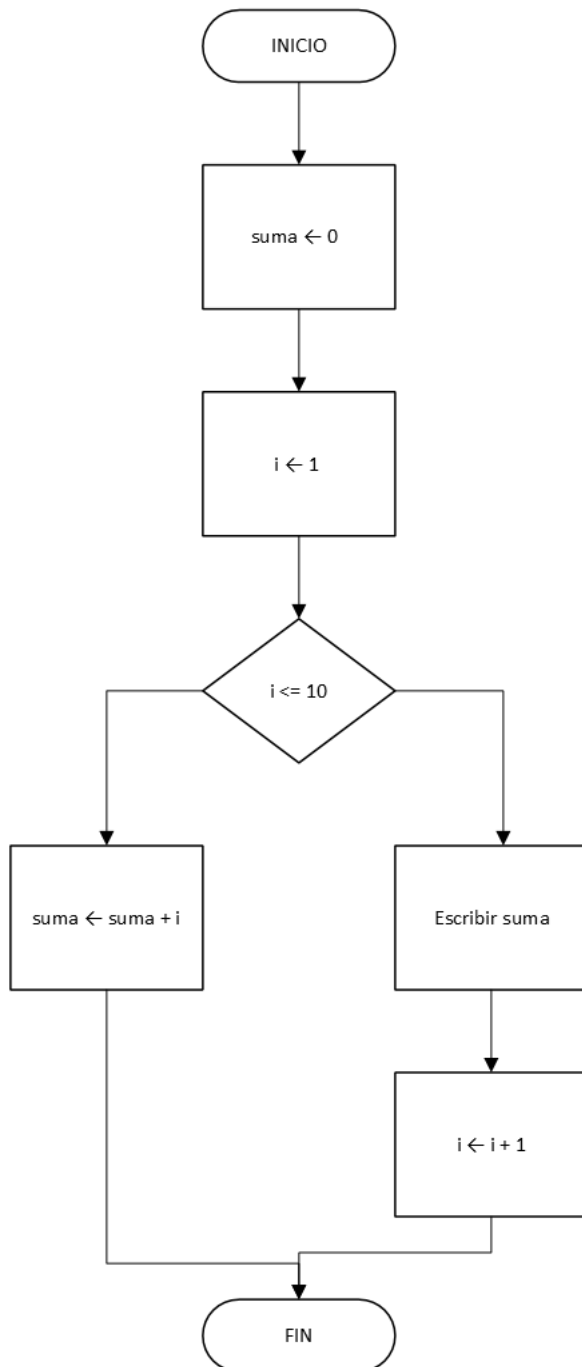 INICIO
suma ← 0
i ← 1
i <= 10
suma ← suma + i
Escribir suma
i ← i + 1
FIN